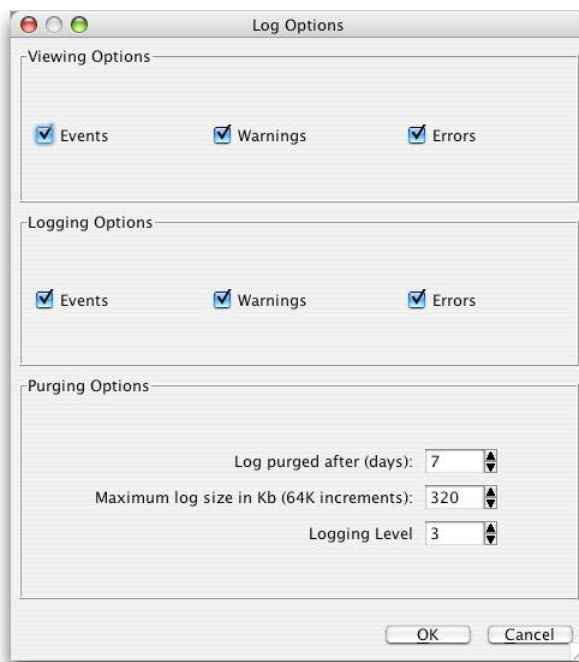 Log Options
Viewing Options
Events Warnings Errors
Logging Options
Events Warnings Errors
Purging Options
Log purged after (days): 7
Maximum log size in Kb (64K increments): 320
Logging Level 3
OK Cancel